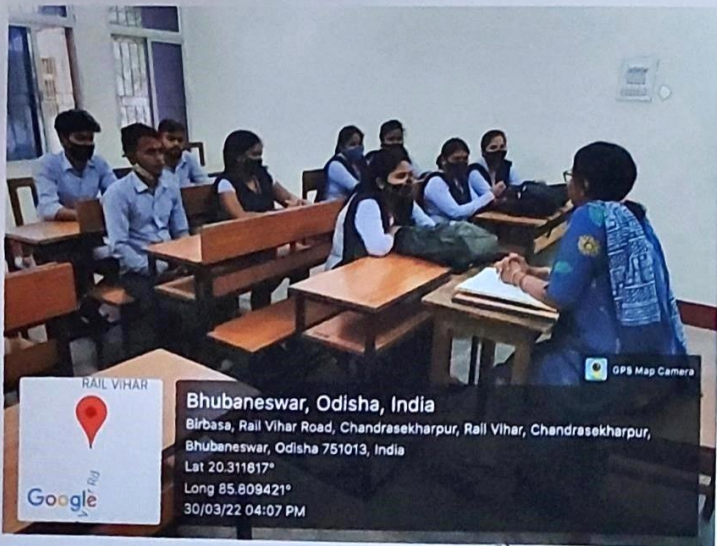 GPS Map Camera
RAIL VIHAR
Rd
Google
Bhubaneswar, Odisha, India
Birbasa, Rail Vihar Road, Chandrasekharpur, Rail Vihar, Chandrasekharpur,
Bhubaneswar, Odisha 751013, India
Lat 20.311617°
Long 85.809421°
30/03/22 04:07 PM